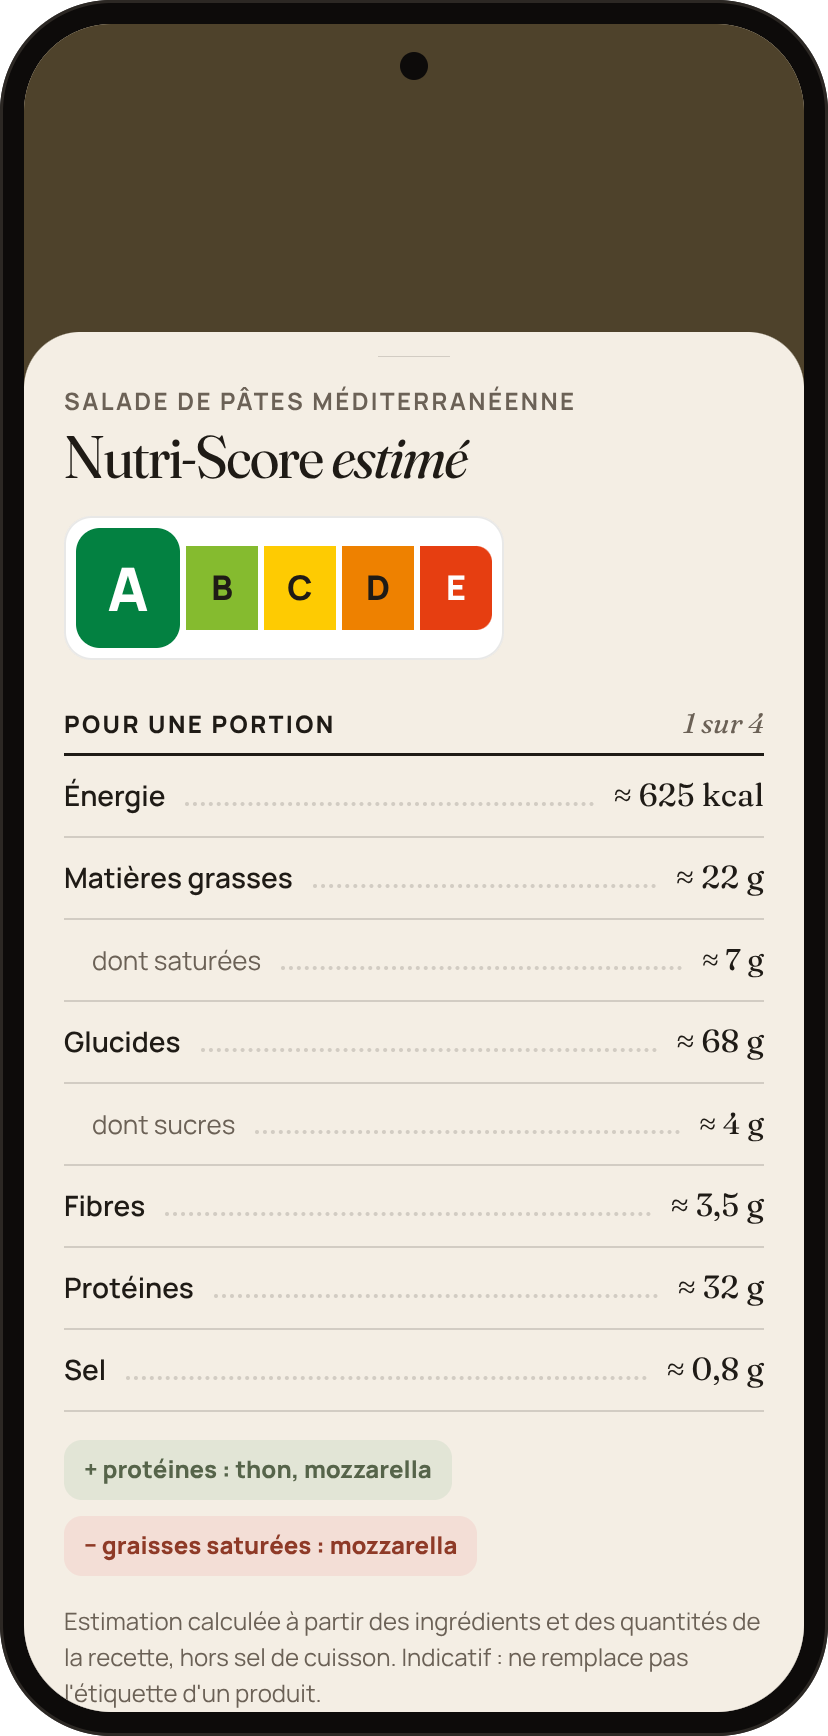 SALADE DE PÂTES MÉDITERRANÉENNE
Nutri-Score estimé
A B C D E
POUR UNE PORTION 1 sur 4
Énergie ≈ 625 kcal
Matières grasses ≈ 22 g
dont saturées ≈ 7 g
Glucides ≈ 68 g
dont sucres ≈ 4 g
Fibres ≈ 3,5 g
Protéines ≈ 32 g
Sel ≈ 0,8 g
+ protéines : thon, mozzarella
− graisses saturées : mozzarella
Estimation calculée à partir des ingrédients et des quantités de
la recette, hors sel de cuisson. Indicatif : ne remplace pas
l'étiquette d'un produit.